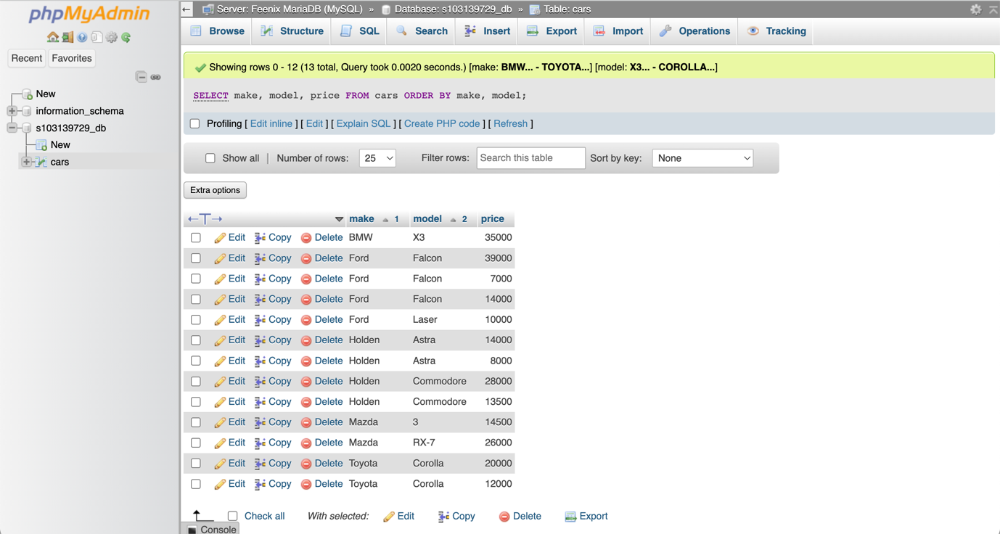 phpMyAdmin
Recent Favorites
New
information_schema
s103139729_db
New
cars
Server: Feenix MariaDB (MySQL) » Database: s103139729_db » Table: cars
Browse Structure SQL Search Insert Export Import Operations Tracking
Showing rows 0 - 12 (13 total, Query took 0.0020 seconds.) [make: BMW... - TOYOTA...] [model: X3... - COROLLA...]
SELECT make, model, price FROM cars ORDER BY make, model;
Profiling [ Edit inline ] [ Edit ] [ Explain SQL ] [ Create PHP code ] [ Refresh ]
Show all | Number of rows: 25 Filter rows: Search this table Sort by key: None
Extra options
←T→ make 1 model 2 price
Edit Copy Delete BMW X3 35000
Edit Copy Delete Ford Falcon 39000
Edit Copy Delete Ford Falcon 7000
Edit Copy Delete Ford Falcon 14000
Edit Copy Delete Ford Laser 10000
Edit Copy Delete Holden Astra 14000
Edit Copy Delete Holden Astra 8000
Edit Copy Delete Holden Commodore 28000
Edit Copy Delete Holden Commodore 13500
Edit Copy Delete Mazda 3 14500
Edit Copy Delete Mazda RX-7 26000
Edit Copy Delete Toyota Corolla 20000
Edit Copy Delete Toyota Corolla 12000
Check all With selected: Edit Copy Delete Export
Console